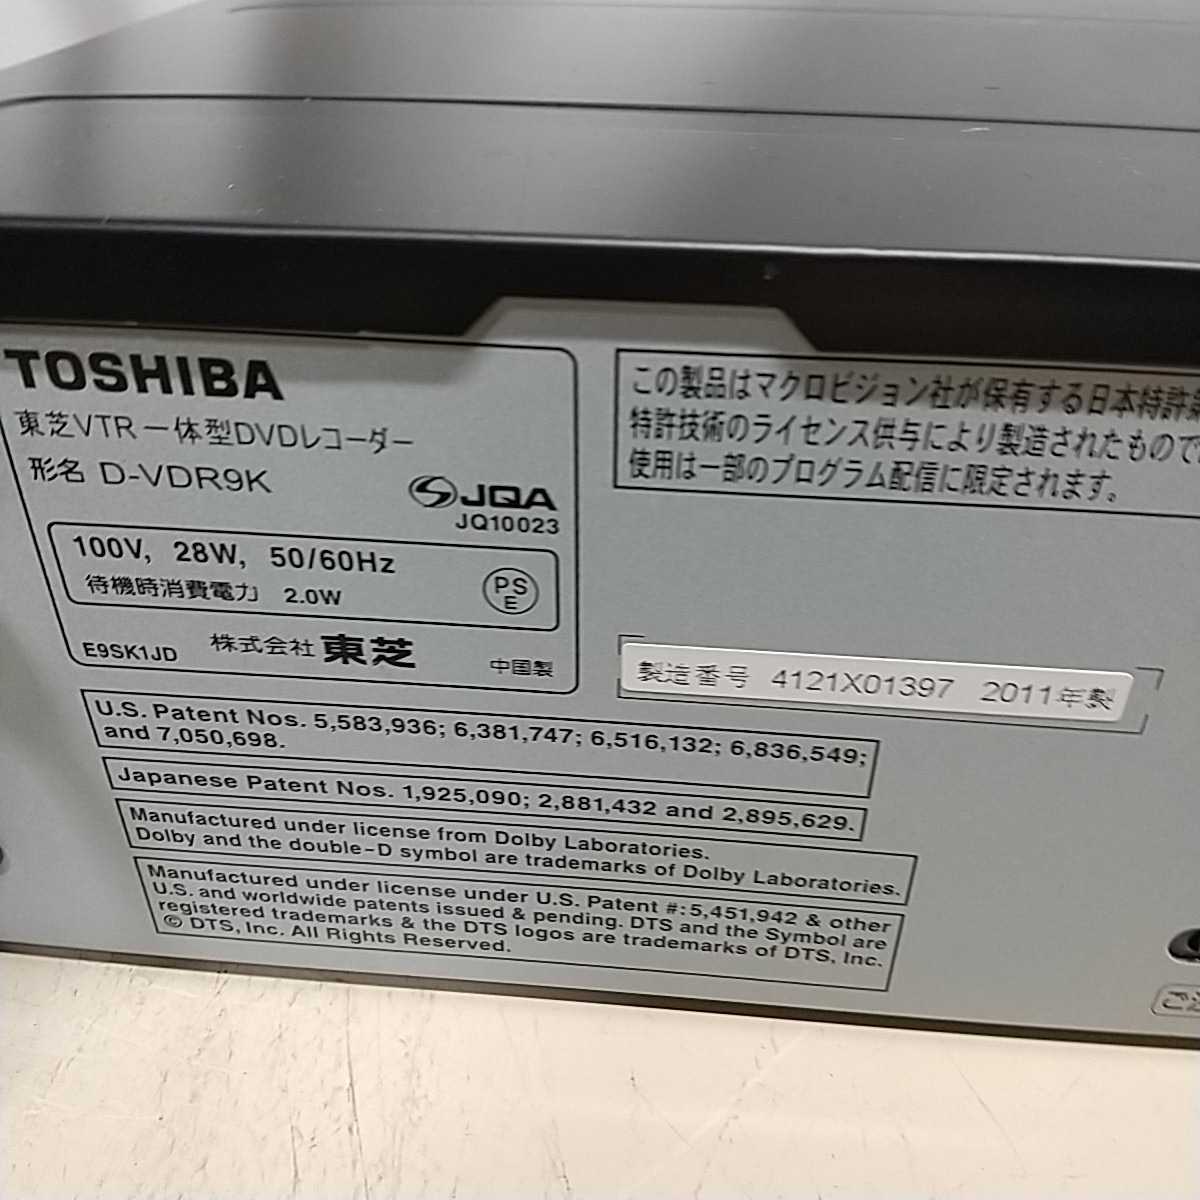 TOSHIBA
東芝VTR一体型DVDレコーダー
形名 D-VDR9K
JQA
JQ10023
100V, 28W, 50/60Hz
待機時消費電力 2.0W
PS
E
E9SK1JD 株式会社 東芝 中国製
この製品はマクロビジョン社が保有する日本特許
特許技術のライセンス供与により製造されたもので
使用は一部のプログラム配信に限定されます。
製造番号 4121X01397 2011年製
U.S. Patent Nos. 5,583,936; 6,381,747; 6,516,132; 6,836,549;
and 7,050,698.
Japanese Patent Nos. 1,925,090; 2,881,432 and 2,895,629.
Manufactured under license from Dolby Laboratories.
Dolby and the double-D symbol are trademarks of Dolby Laboratories.
Manufactured under license under U.S. Patent #: 5,451,942 & other
U.S. and worldwide patents issued & pending. DTS and the Symbol are
registered trademarks & the DTS logos are trademarks of DTS, Inc.
© DTS, Inc. All Rights Reserved.